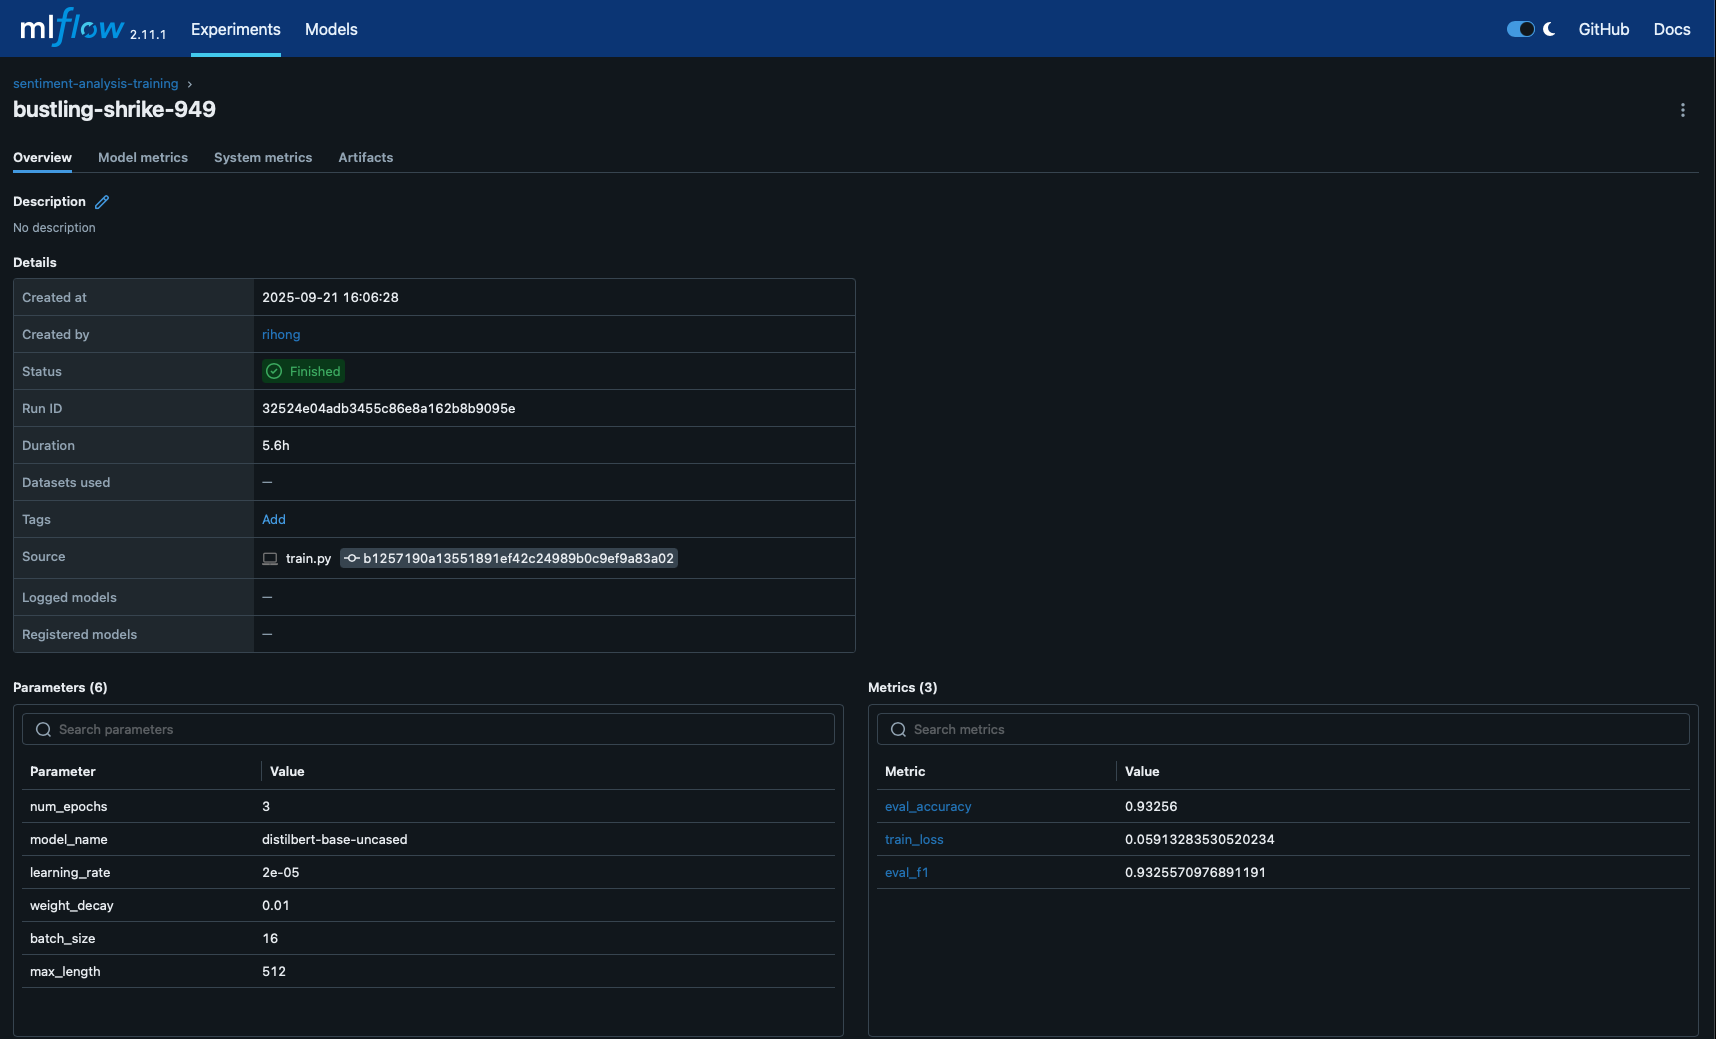 mlflow 2.11.1 Experiments Models GitHub Docs
sentiment-analysis-training ›
bustling-shrike-949
Overview Model metrics System metrics Artifacts
Description
No description
Details
Created at 2025-09-21 16:06:28
Created by rihong
Status Finished
Run ID 32524e04adb3455c86e8a162b8b9095e
Duration 5.6h
Datasets used —
Tags Add
Source train.py b1257190a13551891ef42c24989b0c9ef9a83a02
Logged models —
Registered models —
Parameters (6)
Search parameters
Parameter Value
num_epochs 3
model_name distilbert-base-uncased
learning_rate 2e-05
weight_decay 0.01
batch_size 16
max_length 512
Metrics (3)
Search metrics
Metric Value
eval_accuracy 0.93256
train_loss 0.05913283530520234
eval_f1 0.9325570976891191